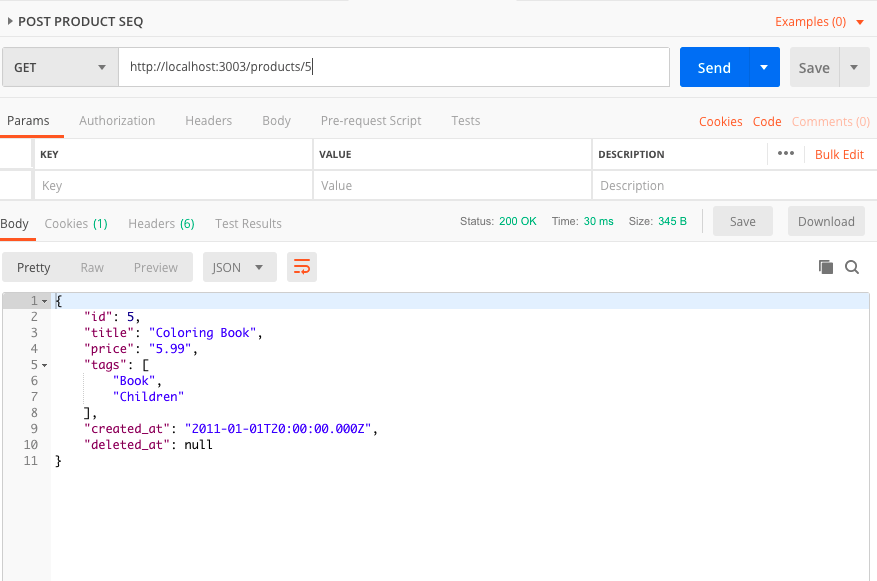 POST PRODUCT SEQ Examples (0)
GET http://localhost:3003/products/5 Send Save
Params Authorization Headers Body Pre-request Script Tests Cookies Code Comments (0)
KEY VALUE DESCRIPTION ••• Bulk Edit
Key Value Description
Body Cookies (1) Headers (6) Test Results Status: 200 OK Time: 30 ms Size: 345 B Save Download
Pretty Raw Preview JSON
1 {
2 "id": 5,
3 "title": "Coloring Book",
4 "price": "5.99",
5 "tags": [
6 "Book",
7 "Children"
8 ],
9 "created_at": "2011-01-01T20:00:00.000Z",
10 "deleted_at": null
11 }